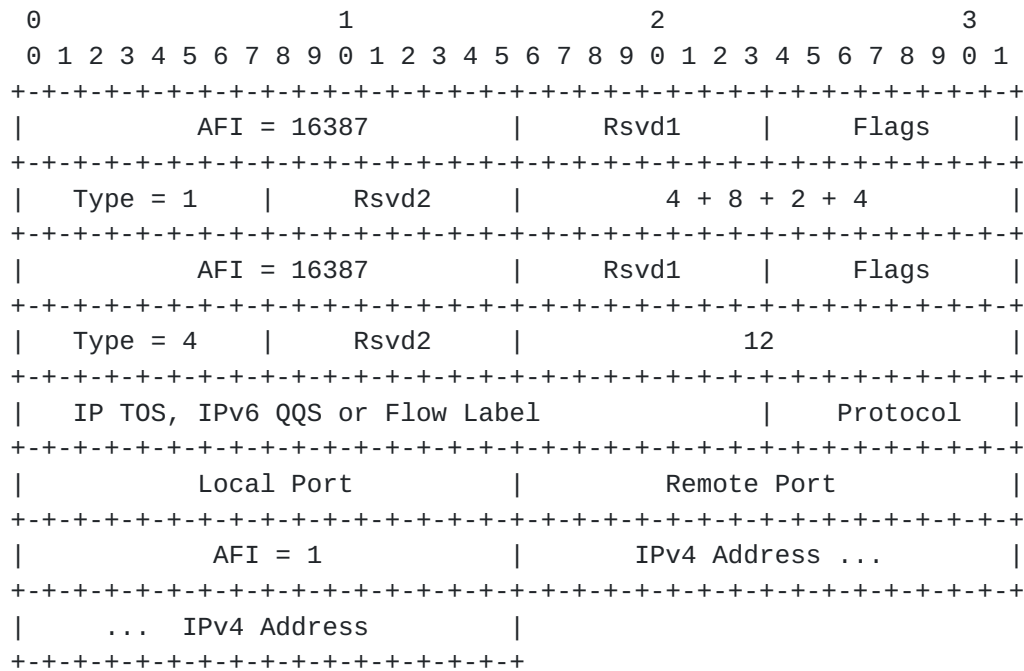 0                   1                   2                   3
 0 1 2 3 4 5 6 7 8 9 0 1 2 3 4 5 6 7 8 9 0 1 2 3 4 5 6 7 8 9 0 1
+-+-+-+-+-+-+-+-+-+-+-+-+-+-+-+-+-+-+-+-+-+-+-+-+-+-+-+-+-+-+-+-+
|           AFI = 16387         |     Rsvd1     |     Flags     |
+-+-+-+-+-+-+-+-+-+-+-+-+-+-+-+-+-+-+-+-+-+-+-+-+-+-+-+-+-+-+-+-+
|   Type = 1    |     Rsvd2     |         4 + 8 + 2 + 4         |
+-+-+-+-+-+-+-+-+-+-+-+-+-+-+-+-+-+-+-+-+-+-+-+-+-+-+-+-+-+-+-+-+
|           AFI = 16387         |     Rsvd1     |     Flags     |
+-+-+-+-+-+-+-+-+-+-+-+-+-+-+-+-+-+-+-+-+-+-+-+-+-+-+-+-+-+-+-+-+
|   Type = 4    |     Rsvd2     |              12               |
+-+-+-+-+-+-+-+-+-+-+-+-+-+-+-+-+-+-+-+-+-+-+-+-+-+-+-+-+-+-+-+-+
|   IP TOS, IPv6 QQS or Flow Label              |    Protocol   |
+-+-+-+-+-+-+-+-+-+-+-+-+-+-+-+-+-+-+-+-+-+-+-+-+-+-+-+-+-+-+-+-+
|           Local Port          |         Remote Port           |
+-+-+-+-+-+-+-+-+-+-+-+-+-+-+-+-+-+-+-+-+-+-+-+-+-+-+-+-+-+-+-+-+
|            AFI = 1            |       IPv4 Address ...        |
+-+-+-+-+-+-+-+-+-+-+-+-+-+-+-+-+-+-+-+-+-+-+-+-+-+-+-+-+-+-+-+-+
|     ...  IPv4 Address         |
+-+-+-+-+-+-+-+-+-+-+-+-+-+-+-+-+